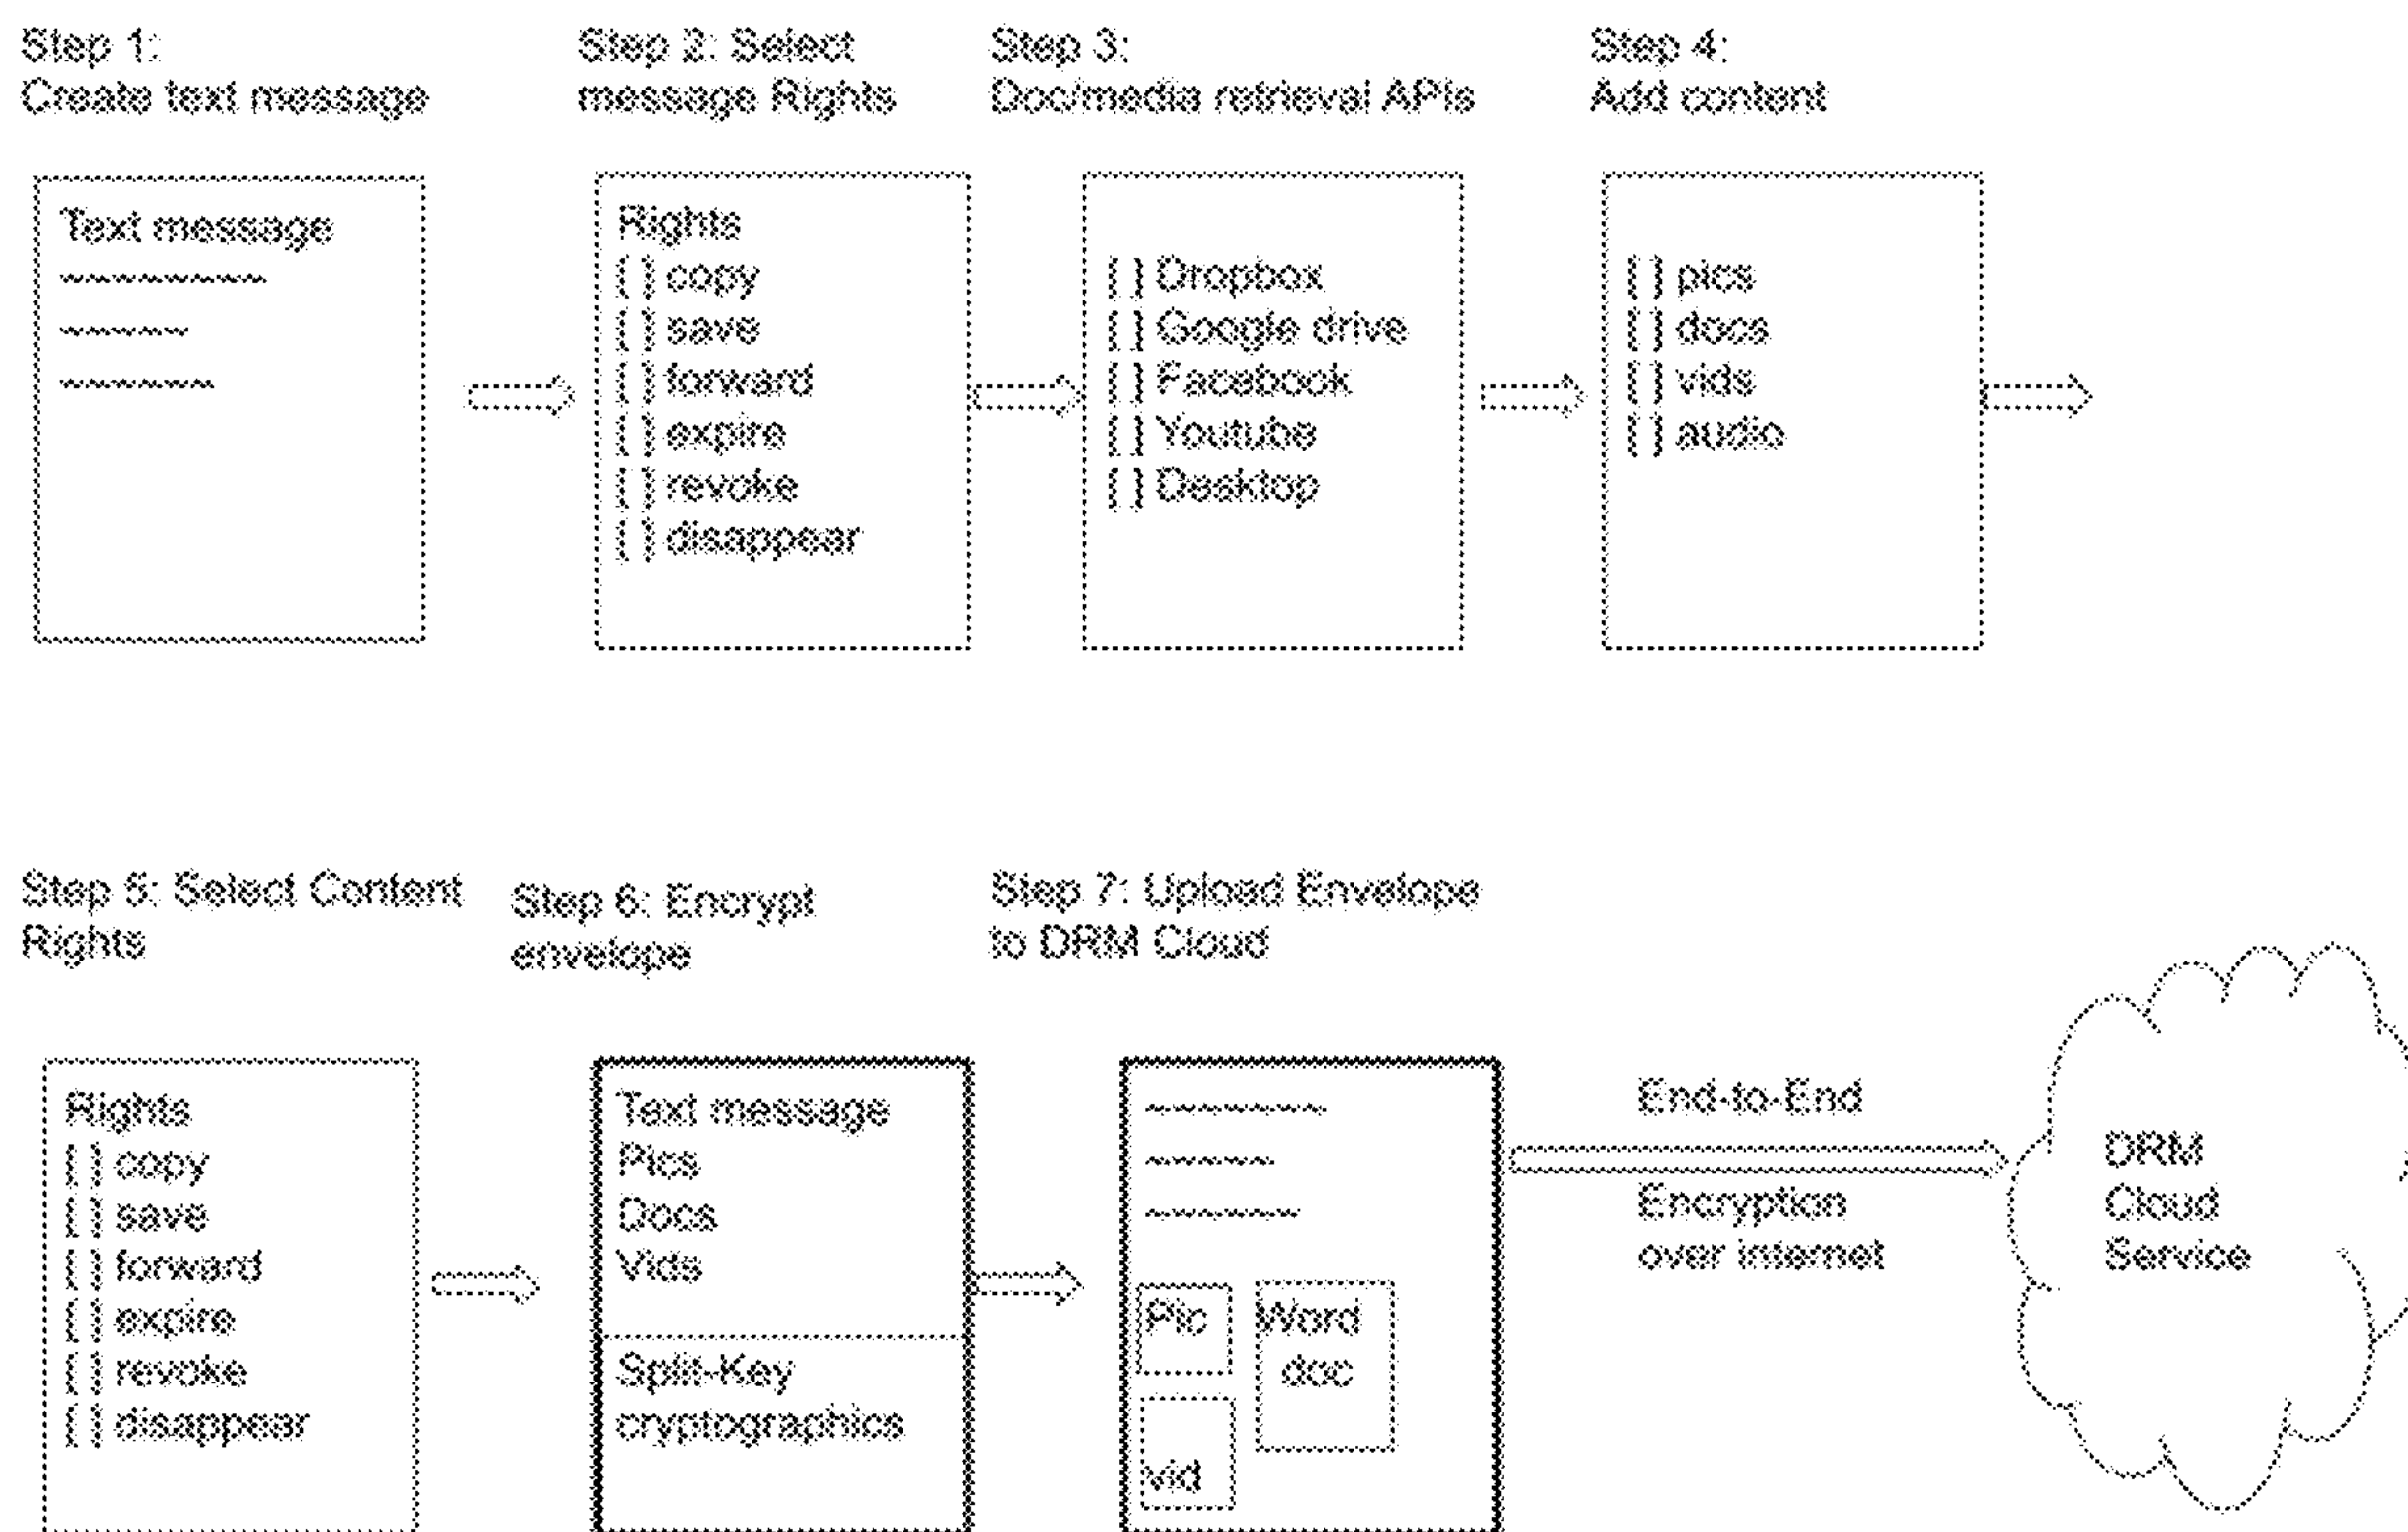 Step 1:
Create text message
Text message
Step 2: Select
message Rights
Rights
[ ] copy
[ ] save
[ ] forward
[ ] expire
[ ] revoke
[ ] disappear
Step 3:
Doc/media retrieval APIs
[ ] Dropbox
[ ] Google drive
[ ] Facebook
[ ] Youtube
[ ] Desktop
Step 4:
Add content
[ ] pics
[ ] docs
[ ] vids
[ ] audio
Step 5: Select Content
Rights
Rights
[ ] copy
[ ] save
[ ] forward
[ ] expire
[ ] revoke
[ ] disappear
Step 6: Encrypt
envelope
Text message
Pics
Docs
Vids
Split-Key
cryptographics
Step 7: Upload Envelope
to DRM Cloud
Pic
Word
doc
vid
End-to-End
Encryption
over internet
DRM
Cloud
Service